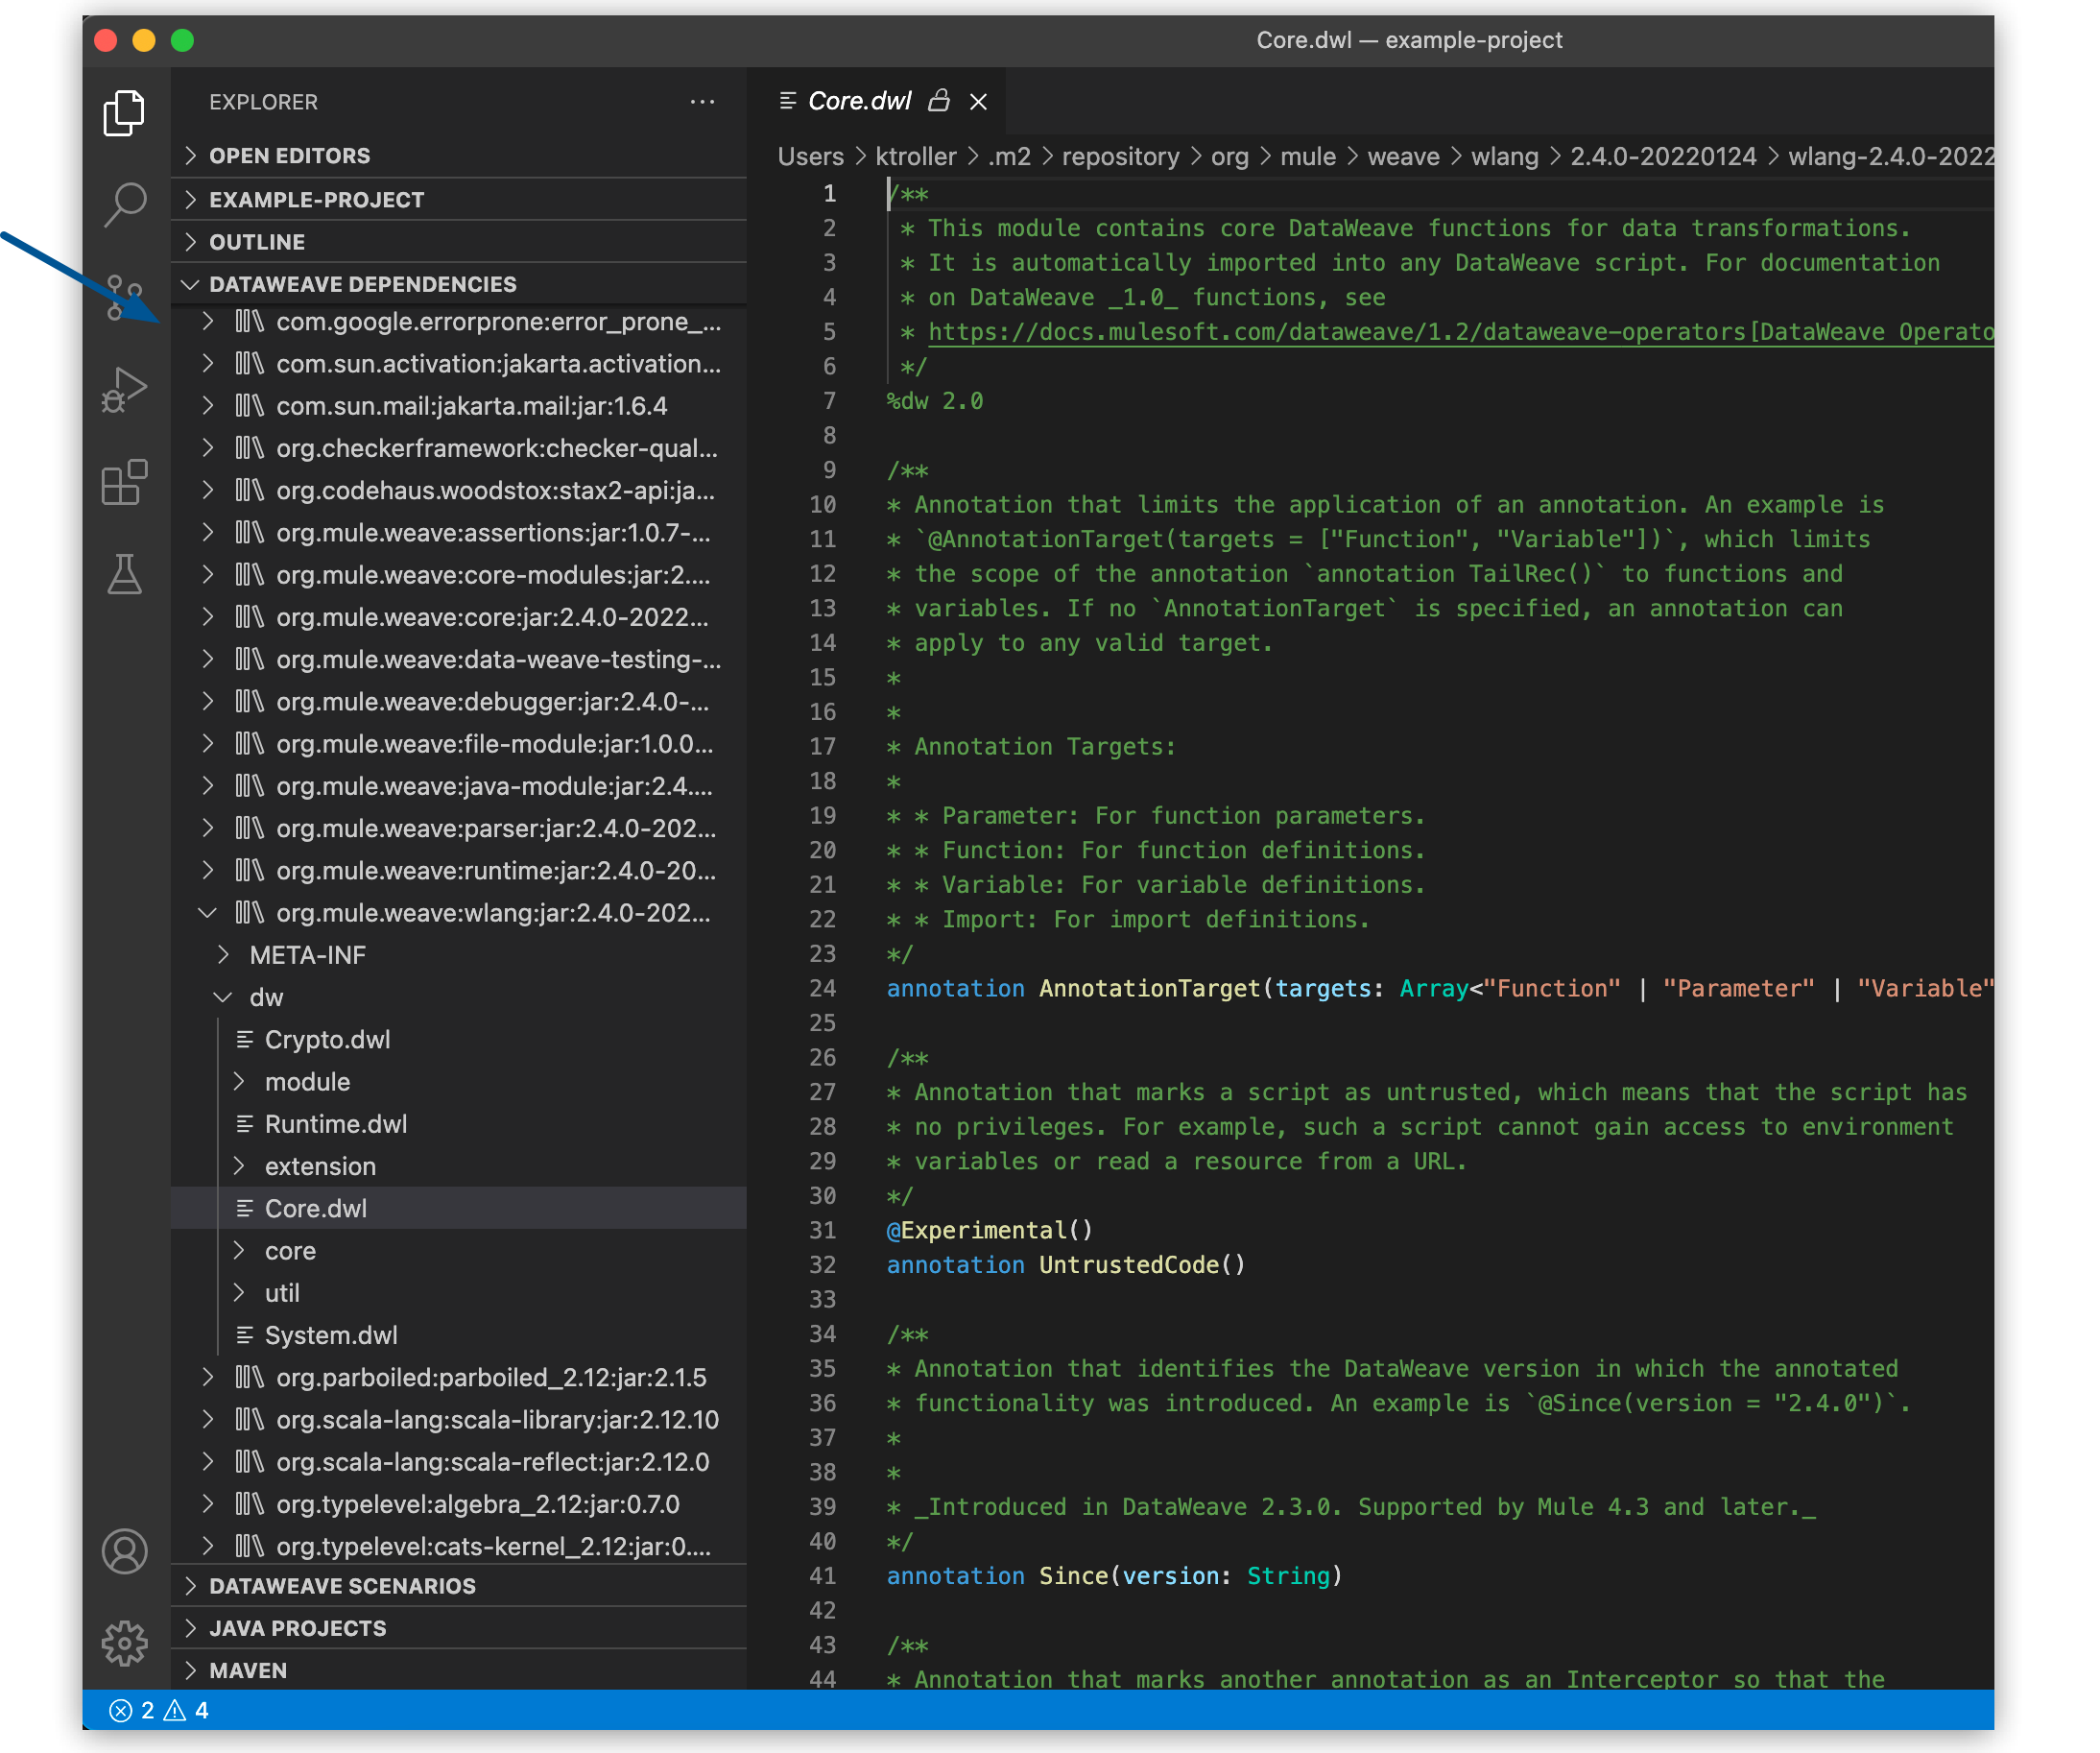 Core.dwl — example-project
EXPLORER
OPEN EDITORS
EXAMPLE-PROJECT
OUTLINE
DATAWEAVE DEPENDENCIES
com.google.errorprone:error_prone_...
com.sun.activation:jakarta.activation...
com.sun.mail:jakarta.mail:jar:1.6.4
org.checkerframework:checker-qual...
org.codehaus.woodstox:stax2-api:ja...
org.mule.weave:assertions:jar:1.0.7-...
org.mule.weave:core-modules:jar:2....
org.mule.weave:core:jar:2.4.0-2022...
org.mule.weave:data-weave-testing-...
org.mule.weave:debugger:jar:2.4.0-...
org.mule.weave:file-module:jar:1.0.0...
org.mule.weave:java-module:jar:2.4....
org.mule.weave:parser:jar:2.4.0-202...
org.mule.weave:runtime:jar:2.4.0-20...
org.mule.weave:wlang:jar:2.4.0-202...
META-INF
dw
Crypto.dwl
module
Runtime.dwl
extension
Core.dwl
core
util
System.dwl
org.parboiled:parboiled_2.12:jar:2.1.5
org.scala-lang:scala-library:jar:2.12.10
org.scala-lang:scala-reflect:jar:2.12.0
org.typelevel:algebra_2.12:jar:0.7.0
org.typelevel:cats-kernel_2.12:jar:0....
DATAWEAVE SCENARIOS
JAVA PROJECTS
MAVEN
Core.dwl
Users > ktroller > .m2 > repository > org > mule > weave > wlang > 2.4.0-20220124 > wlang-2.4.0-2022
1 /**
2 * This module contains core DataWeave functions for data transformations.
3 * It is automatically imported into any DataWeave script. For documentation
4 * on DataWeave _1.0_ functions, see
5 * https://docs.mulesoft.com/dataweave/1.2/dataweave-operators[DataWeave Operato
6 */
7 %dw 2.0
8
9 /**
10 * Annotation that limits the application of an annotation. An example is
11 * `@AnnotationTarget(targets = ["Function", "Variable"])`, which limits
12 * the scope of the annotation `annotation TailRec()` to functions and
13 * variables. If no `AnnotationTarget` is specified, an annotation can
14 * apply to any valid target.
15 *
16 *
17 * Annotation Targets:
18 *
19 * * Parameter: For function parameters.
20 * * Function: For function definitions.
21 * * Variable: For variable definitions.
22 * * Import: For import definitions.
23 */
24 annotation AnnotationTarget(targets: Array<"Function" | "Parameter" | "Variable"
25
26 /**
27 * Annotation that marks a script as untrusted, which means that the script has
28 * no privileges. For example, such a script cannot gain access to environment
29 * variables or read a resource from a URL.
30 */
31 @Experimental()
32 annotation UntrustedCode()
33
34 /**
35 * Annotation that identifies the DataWeave version in which the annotated
36 * functionality was introduced. An example is `@Since(version = "2.4.0")`.
37 *
38 *
39 * _Introduced in DataWeave 2.3.0. Supported by Mule 4.3 and later._
40 */
41 annotation Since(version: String)
42
43 /**
44 * Annotation that marks another annotation as an Interceptor so that the
2 4